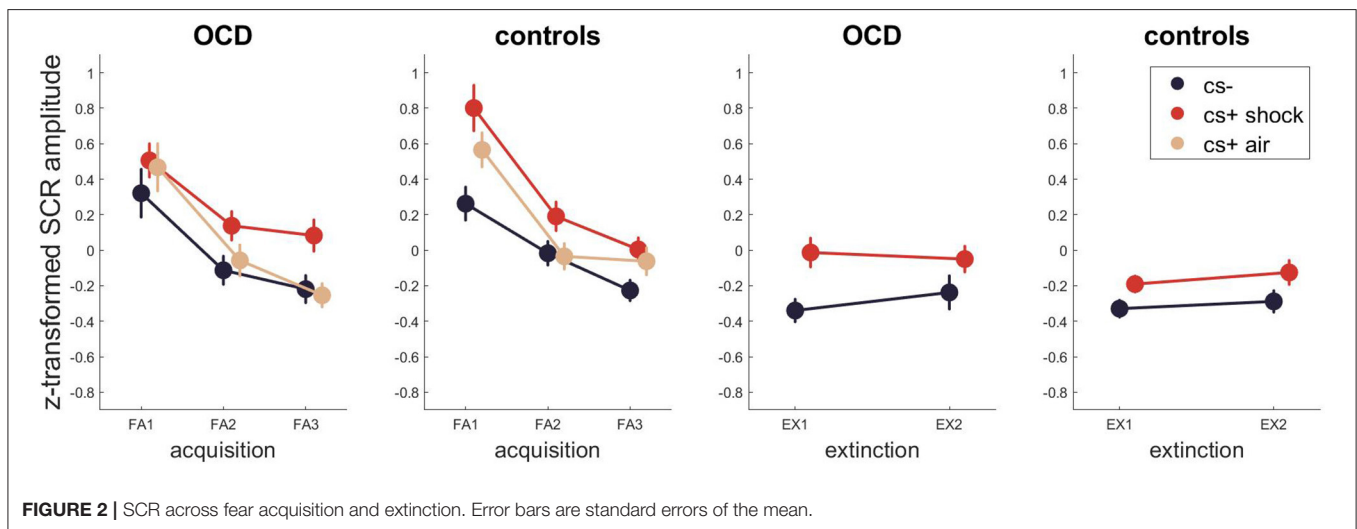 OCD controls OCD controls
z-transformed SCR amplitude
1 0.8 0.6 0.4 0.2 0 -0.2 -0.4 -0.6 -0.8
1 0.8 0.6 0.4 0.2 0 -0.2 -0.4 -0.6 -0.8
1 0.8 0.6 0.4 0.2 0 -0.2 -0.4 -0.6 -0.8
1 0.8 0.6 0.4 0.2 0 -0.2 -0.4 -0.6 -0.8
cs-
cs+ shock
cs+ air
FA1 FA2 FA3 FA1 FA2 FA3 EX1 EX2 EX1 EX2
acquisition acquisition extinction extinction
FIGURE 2 | SCR across fear acquisition and extinction. Error bars are standard errors of the mean.